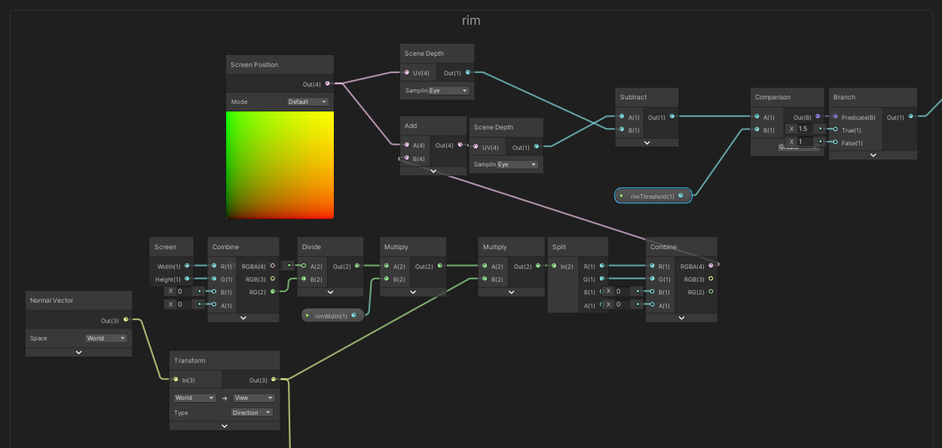 rim
Screen Position
Out(4)
Mode Default
Scene Depth
UV(4) Out(1)
Samplin Eye
Add
A(4) Out(4)
B(4)
Scene Depth
UV(4) Out(1)
Samplin Eye
Subtract
A(1) Out(1)
B(1)
Comparison
A(1) Out(B)
B(1)
Branch
Predicate(B) Out(1)
X 1.5 True(1)
X 1 False(1)
rimThreshold(1)
Screen
Width(1)
Height(1)
Combine
R(1) RGBA(4)
G(1) RGB(3)
X 0 B(1) RG(2)
X 0 A(1)
Divide
A(2) Out(2)
B(2)
Multiply
A(2) Out(2)
B(2)
rimWidth(1)
Multiply
A(2) Out(2)
B(2)
Split
In(2) R(1)
G(1)
Combine
R(1) RGBA(4)
G(1) RGB(3)
X 0 B(1) RG(2)
X 0 A(1)
Normal Vector
Out(3)
Space World
Transform
In(3) Out(3)
World View
Type Direction